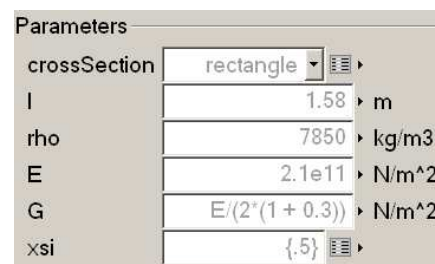 Parameters
crossSection rectangle
l 1.58 m
rho 7850 kg/m3
E 2.1e11 N/m^2
G E/(2*(1 + 0.3)) N/m^2
xsi {.5}